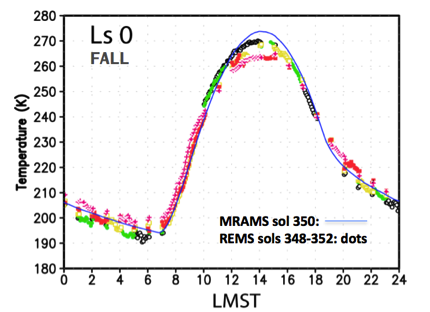 Ls 0
FALL
Temperature (K)
280
270
260
250
240
230
220
210
200
190
180
MRAMS sol 350:
REMS sols 348-352: dots
0 2 4 6 8 10 12 14 16 18 20 22 24
LMST